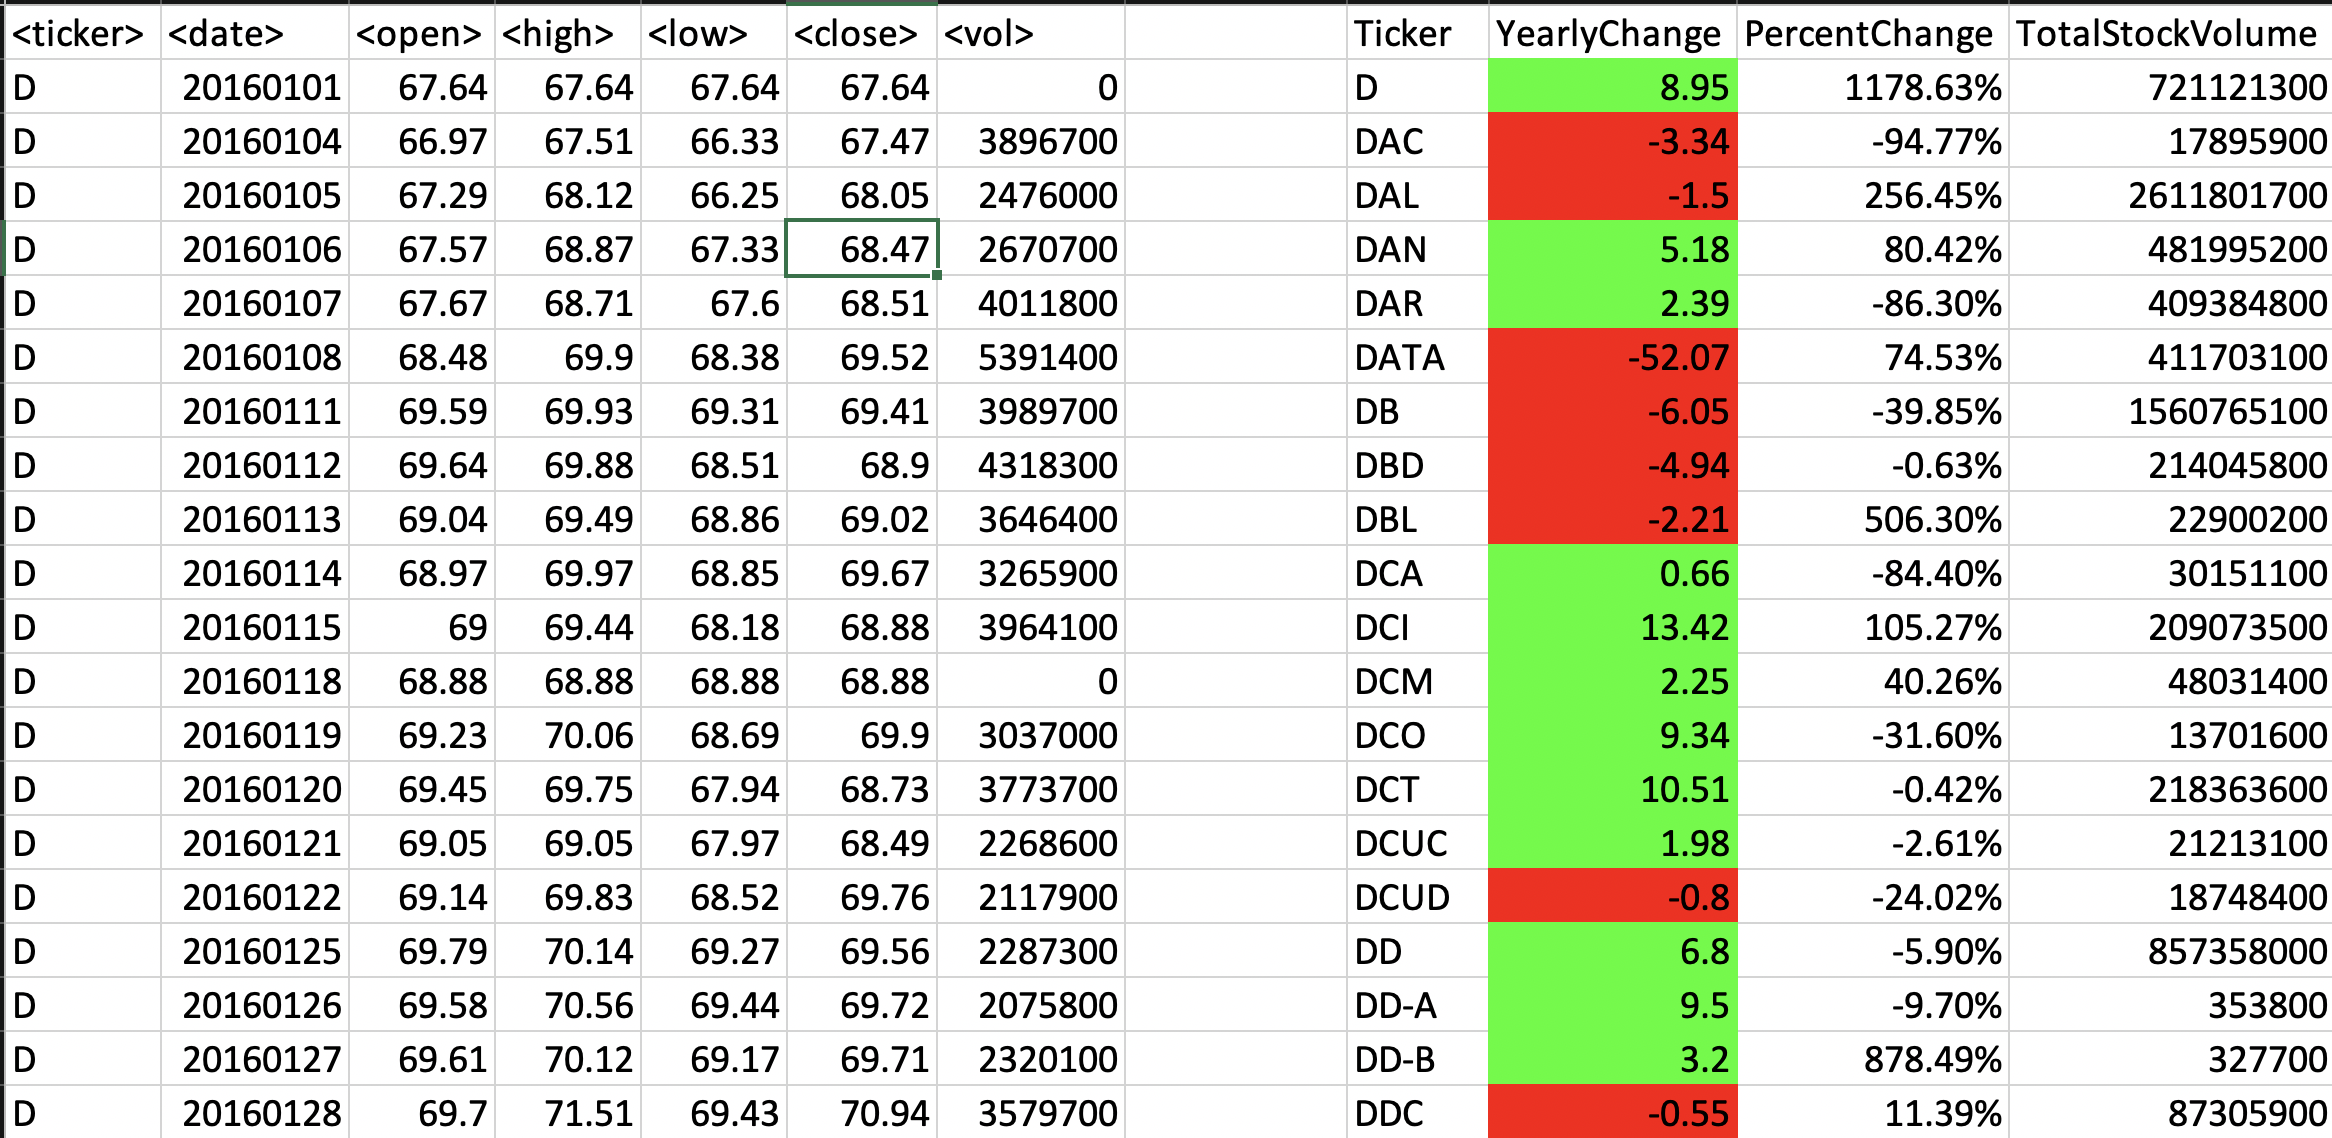 <ticker> <date> <open> <high> <low> <close> <vol> Ticker YearlyChange PercentChange TotalStockVolume
D 20160101 67.64 67.64 67.64 67.64 0 D 8.95 1178.63% 721121300
D 20160104 66.97 67.51 66.33 67.47 3896700 DAC -3.34 -94.77% 17895900
D 20160105 67.29 68.12 66.25 68.05 2476000 DAL -1.5 256.45% 2611801700
D 20160106 67.57 68.87 67.33 68.47 2670700 DAN 5.18 80.42% 481995200
D 20160107 67.67 68.71 67.6 68.51 4011800 DAR 2.39 -86.30% 409384800
D 20160108 68.48 69.9 68.38 69.52 5391400 DATA -52.07 74.53% 411703100
D 20160111 69.59 69.93 69.31 69.41 3989700 DB -6.05 -39.85% 1560765100
D 20160112 69.64 69.88 68.51 68.9 4318300 DBD -4.94 -0.63% 214045800
D 20160113 69.04 69.49 68.86 69.02 3646400 DBL -2.21 506.30% 22900200
D 20160114 68.97 69.97 68.85 69.67 3265900 DCA 0.66 -84.40% 30151100
D 20160115 69 69.44 68.18 68.88 3964100 DCI 13.42 105.27% 209073500
D 20160118 68.88 68.88 68.88 68.88 0 DCM 2.25 40.26% 48031400
D 20160119 69.23 70.06 68.69 69.9 3037000 DCO 9.34 -31.60% 13701600
D 20160120 69.45 69.75 67.94 68.73 3773700 DCT 10.51 -0.42% 218363600
D 20160121 69.05 69.05 67.97 68.49 2268600 DCUC 1.98 -2.61% 21213100
D 20160122 69.14 69.83 68.52 69.76 2117900 DCUD -0.8 -24.02% 18748400
D 20160125 69.79 70.14 69.27 69.56 2287300 DD 6.8 -5.90% 857358000
D 20160126 69.58 70.56 69.44 69.72 2075800 DD-A 9.5 -9.70% 353800
D 20160127 69.61 70.12 69.17 69.71 2320100 DD-B 3.2 878.49% 327700
D 20160128 69.7 71.51 69.43 70.94 3579700 DDC -0.55 11.39% 87305900